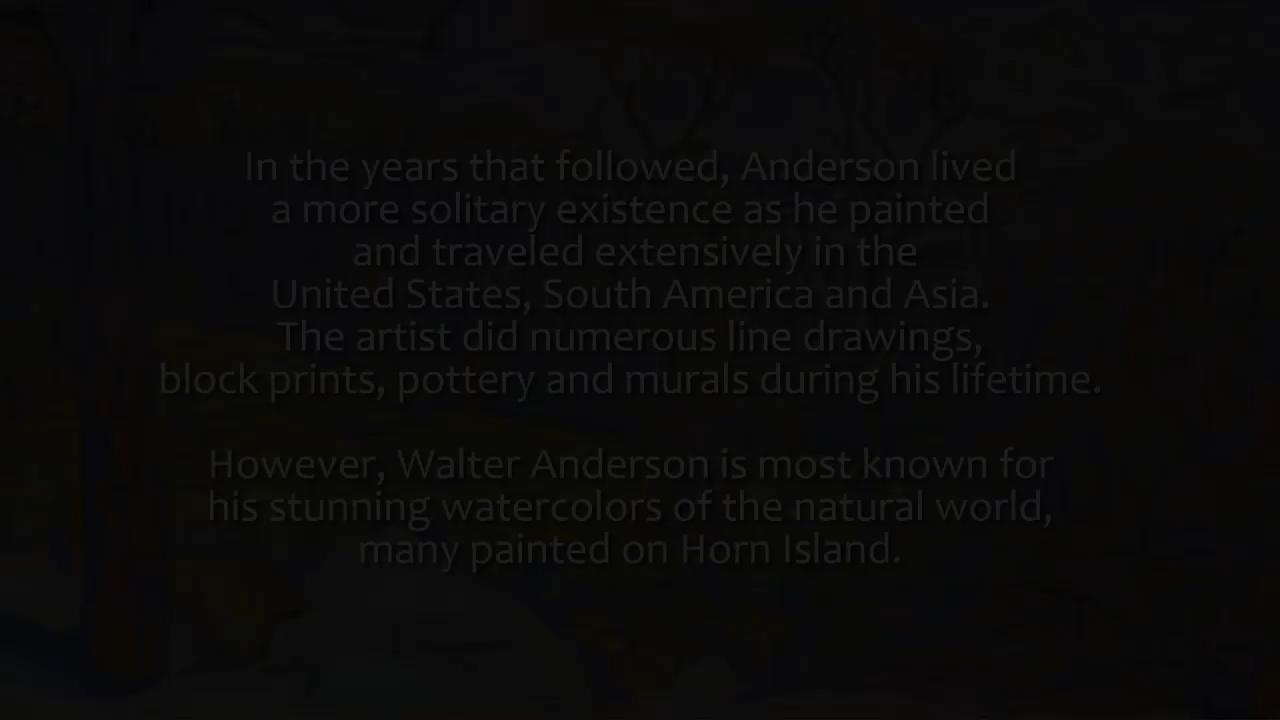 In the years that followed, Anderson lived
a more solitary existence as he painted
and traveled extensively in the
United States, South America and Asia.
The artist did numerous line drawings,
block prints, pottery and murals during his lifetime.
However, Walter Anderson is most known for
his stunning watercolors of the natural world,
many painted on Horn Island.